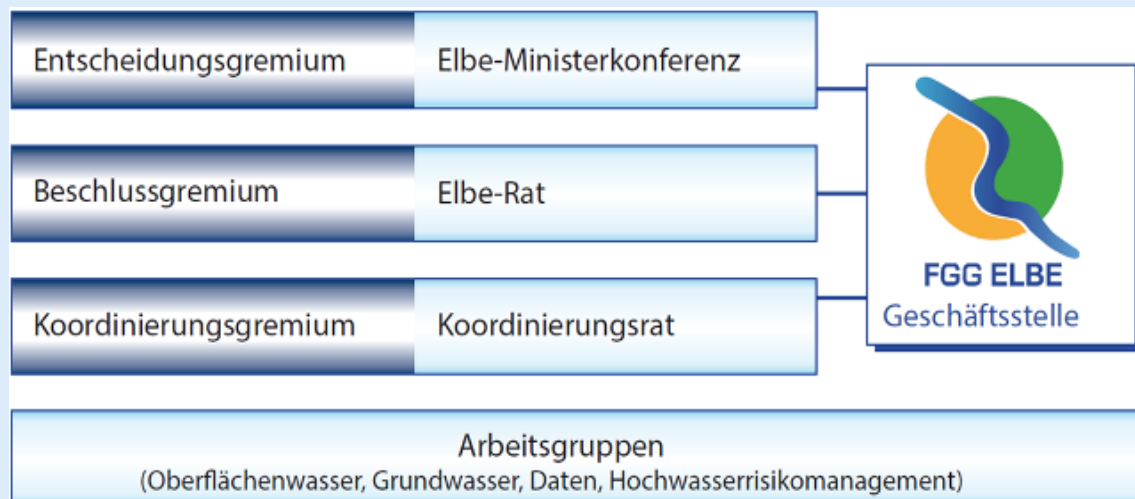 Entscheidungsgremium Elbe-Ministerkonferenz
Beschlussgremium Elbe-Rat
Koordinierungsgremium Koordinierungsrat
FGG ELBE
Geschäftsstelle
Arbeitsgruppen
(Oberflächenwasser, Grundwasser, Daten, Hochwasserrisikomanagement)